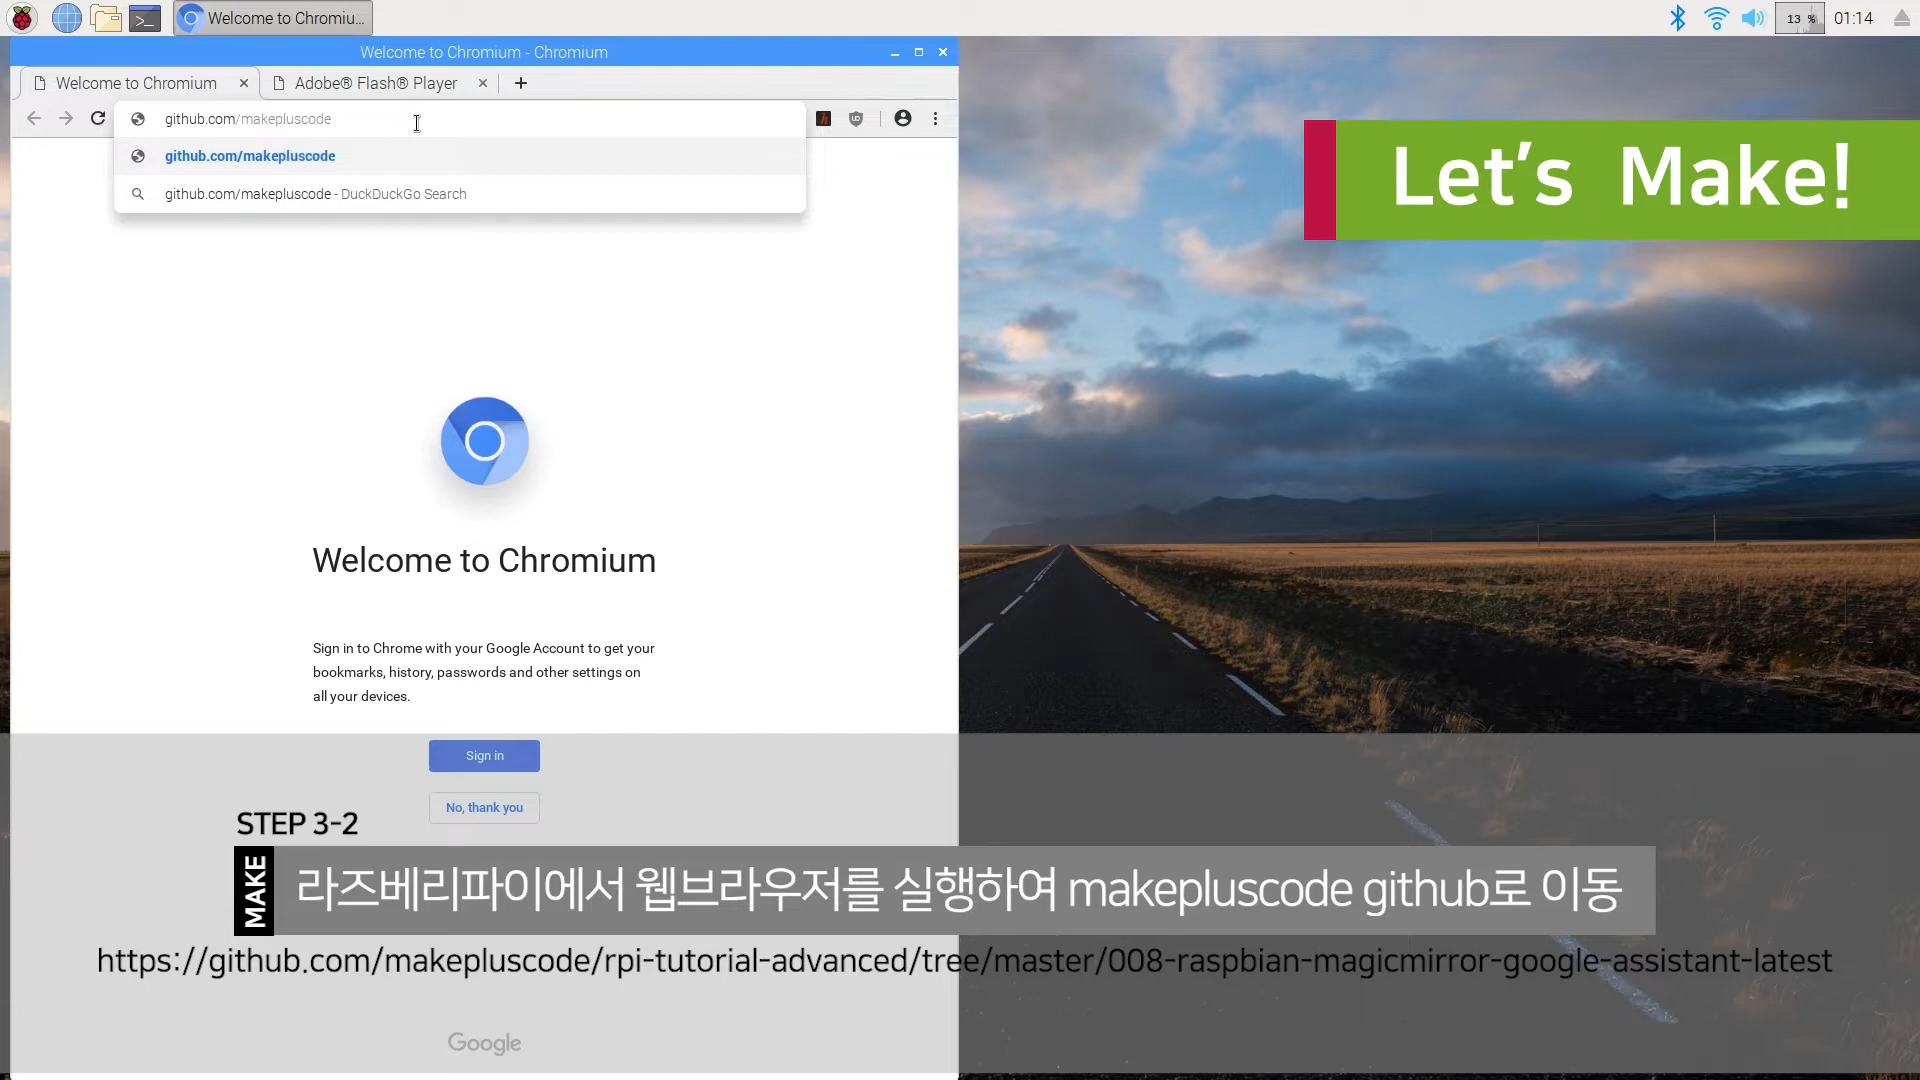 Welcome to Chromiu...
13 %
01:14
Welcome to Chromium - Chromium
Welcome to Chromium
Adobe® Flash® Player
github.com/makepluscode
github.com/makepluscode
github.com/makepluscode - DuckDuckGo Search
Let's Make!
Welcome to Chromium
Sign in to Chrome with your Google Account to get your
bookmarks, history, passwords and other settings on
all your devices.
Sign in
No, thank you
STEP 3-2
MAKE
라즈베리파이에서 웹브라우저를 실행하여 makepluscode github로 이동
https://github.com/makepluscode/rpi-tutorial-advanced/tree/master/008-raspbian-magicmirror-google-assistant-latest
Google